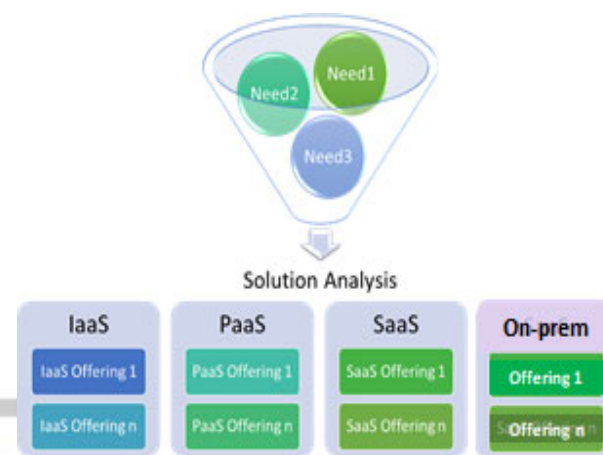 Need1
Need2
Need3
Solution Analysis
IaaS PaaS SaaS On-prem
IaaS Offering 1 PaaS Offering 1 SaaS Offering 1 Offering 1
IaaS Offering n PaaS Offering n SaaS Offering n Offering n